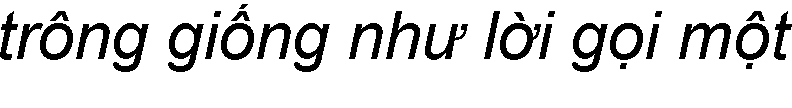 trông giống như lời gọi một